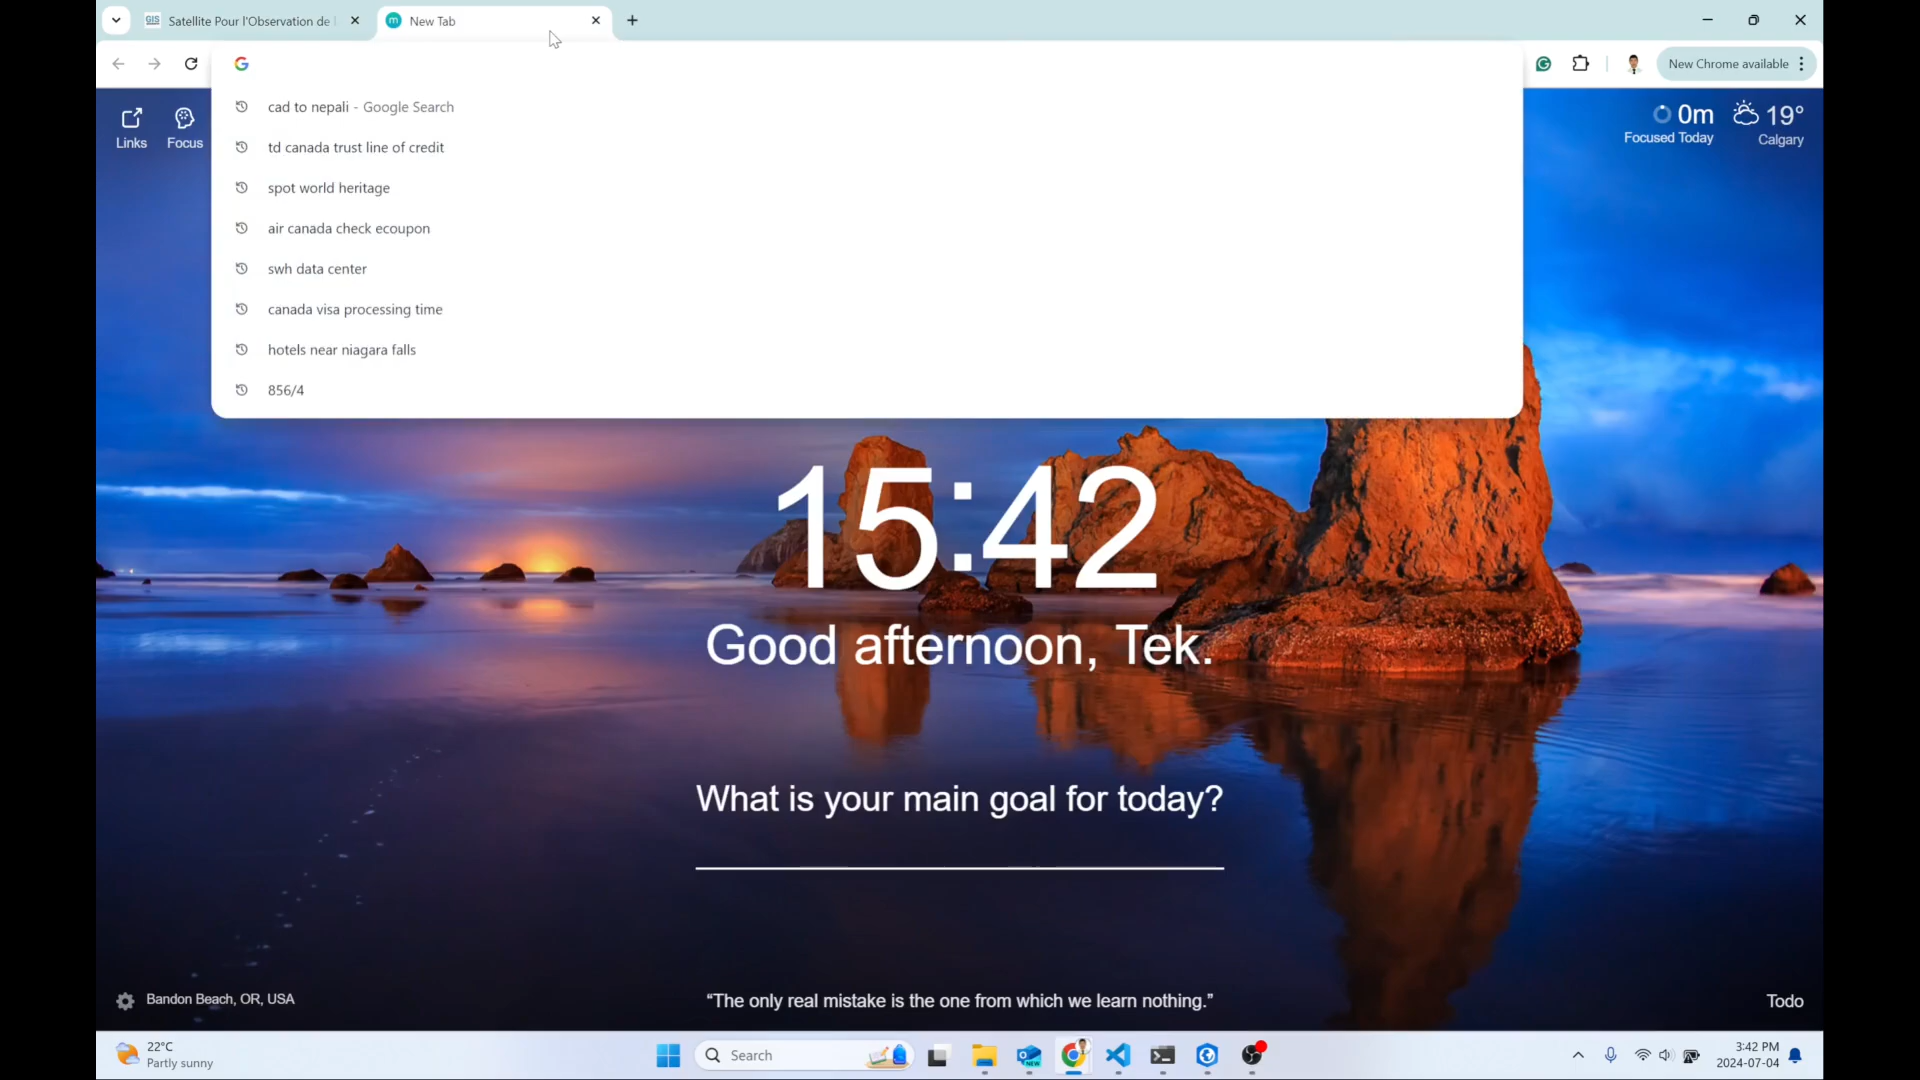 GIS Satellite Pour l'Observation de
New Tab
New Chrome available
cad to nepali - Google Search
td canada trust line of credit
spot world heritage
air canada check ecoupon
swh data center
canada visa processing time
hotels near niagara falls
856/4
Links
Focus
0m
Focused Today
19°
Calgary
15:42
Good afternoon, Tek.
What is your main goal for today?
Bandon Beach, OR, USA
“The only real mistake is the one from which we learn nothing.”
Todo
22°C
Partly sunny
Search
NEW
3:42 PM
2024-07-04